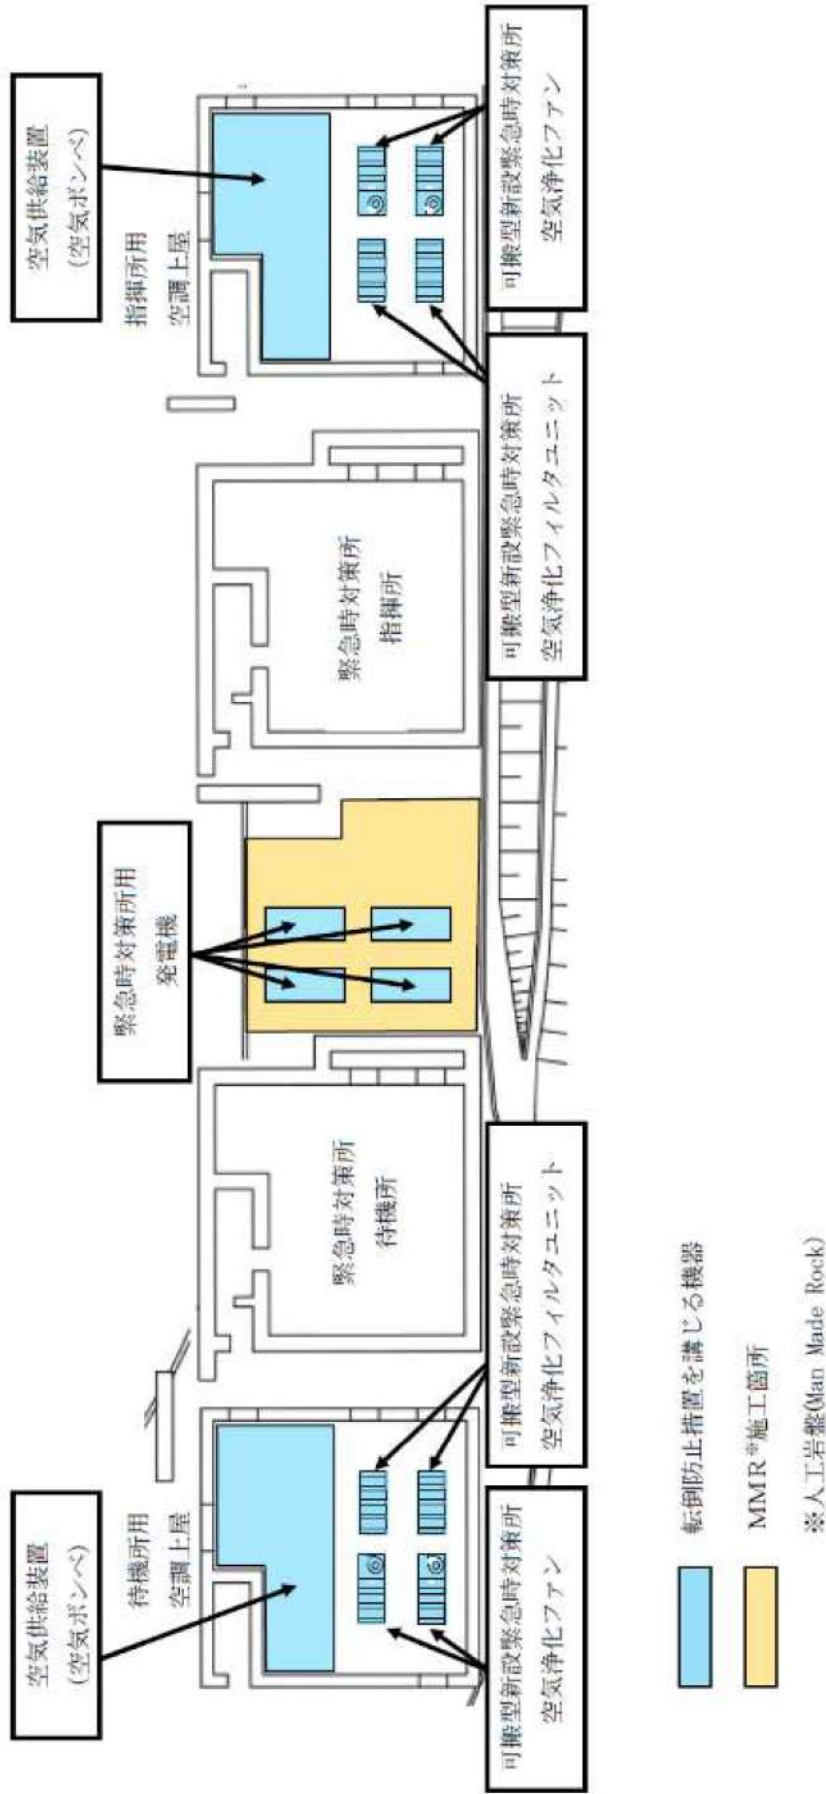 空気供給装置
(空気ボンベ)
待機所用
空調上屋
緊急時対策所
待機所
緊急時対策所用
発電機
緊急時対策所
指揮所
空気供給装置
(空気ボンベ)
指揮所用
空調上屋
可搬型新設緊急時対策所
空気浄化ファン
可搬型新設緊急時対策所
空気浄化フィルタユニット
可搬型新設緊急時対策所
空気浄化フィルタユニット
可搬型新設緊急時対策所
空気浄化ファン
転倒防止措置を講じる機器
MMR※施工箇所
※人工岩盤(Man Made Rock)